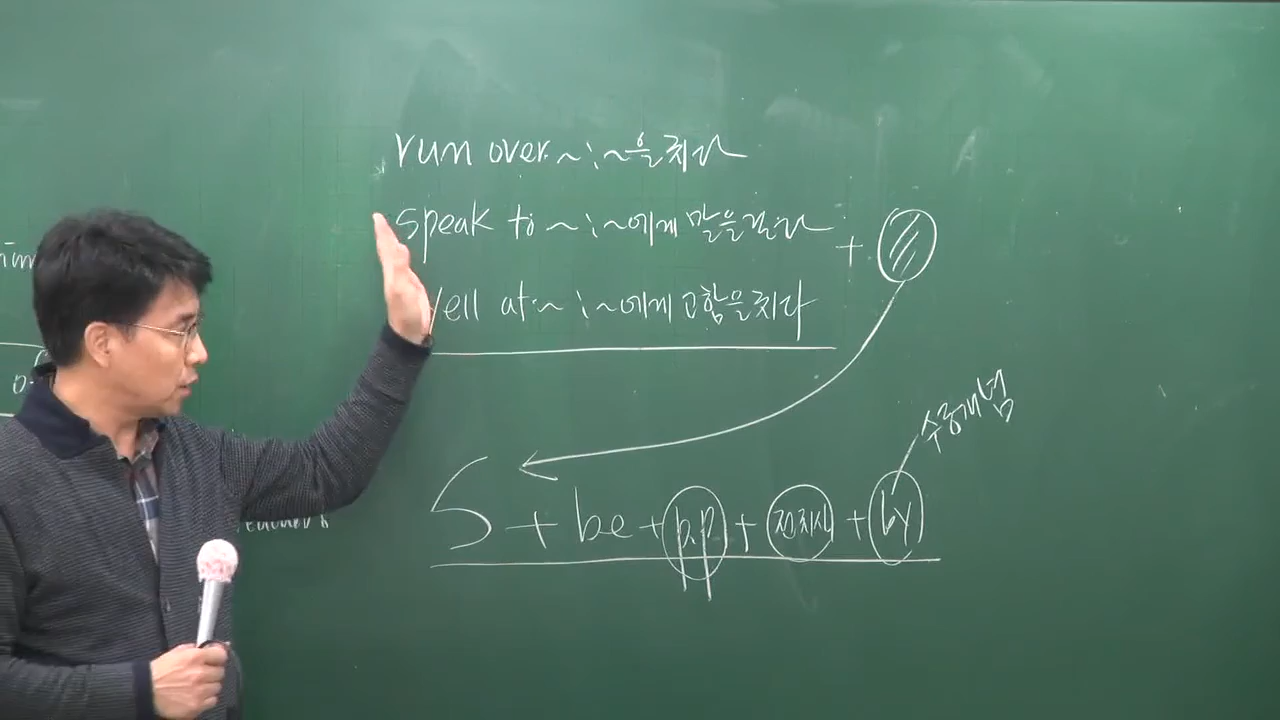 run over ~ : ~을 치다
speak to ~ : ~에게 말을 걸다
yell at ~ : ~에게 고함을 치다
+
수능개념
S + be + p.p + 전치사 + by